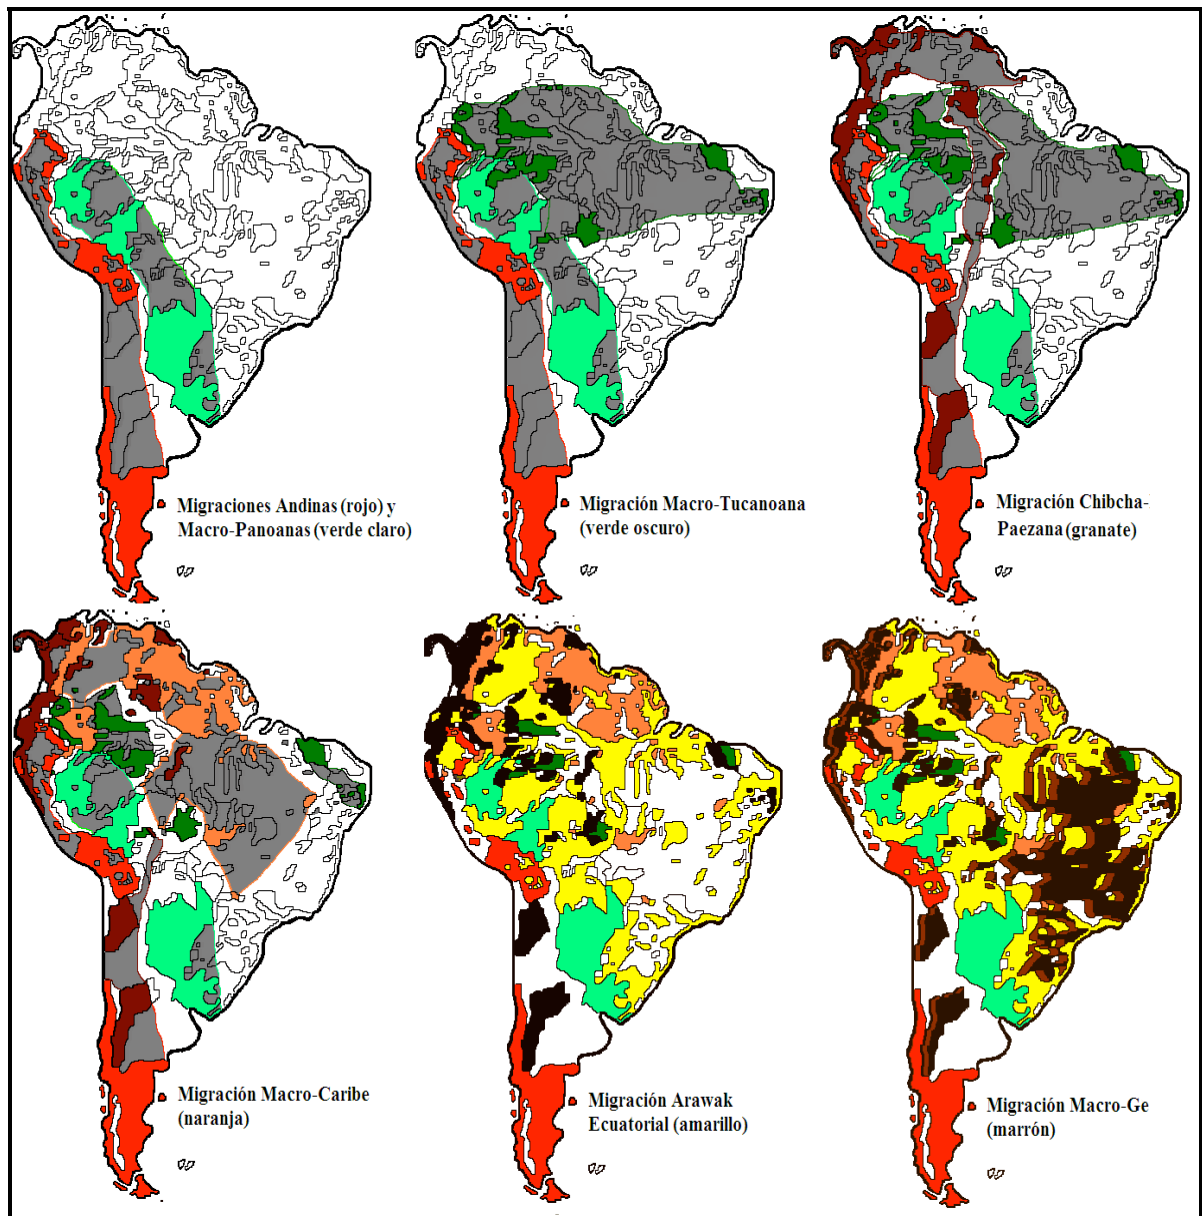 Migraciones Andinas (rojo) y
Macro-Panoanas (verde claro)
Migración Macro-Tucanoana
(verde oscuro)
Migración Chibcha-
Paezana (granate)
Migración Macro-Caribe
(naranja)
Migración Arawak
Ecuatorial (amarillo)
Migración Macro-Ge
(marrón)